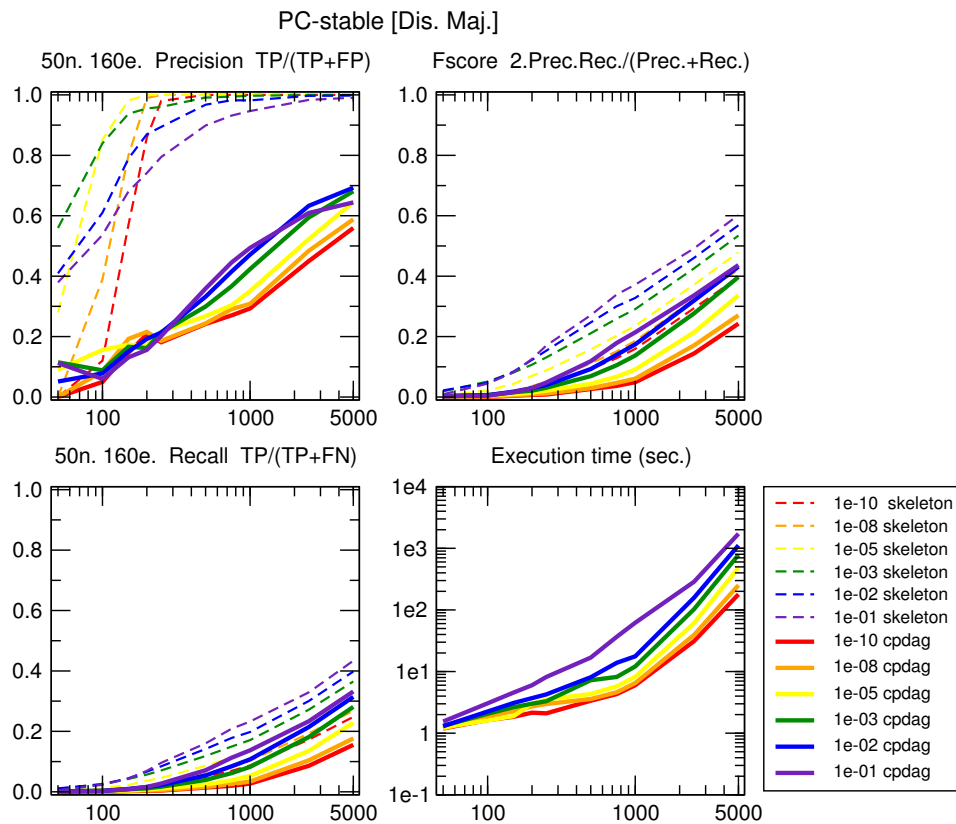 PC-stable [Dis. Maj.]
50n. 160e. Precision TP/(TP+FP)
1.0
0.8
0.6
0.4
0.2
0.0
100 1000 5000
Fscore 2.Prec.Rec./(Prec.+Rec.)
1.0
0.8
0.6
0.4
0.2
0.0
100 1000 5000
50n. 160e. Recall TP/(TP+FN)
1.0
0.8
0.6
0.4
0.2
0.0
100 1000 5000
Execution time (sec.)
1e4
1e3
1e2
1e1
1
1e-1
100 1000 5000
1e-10 skeleton
1e-08 skeleton
1e-05 skeleton
1e-03 skeleton
1e-02 skeleton
1e-01 skeleton
1e-10 cpdag
1e-08 cpdag
1e-05 cpdag
1e-03 cpdag
1e-02 cpdag
1e-01 cpdag